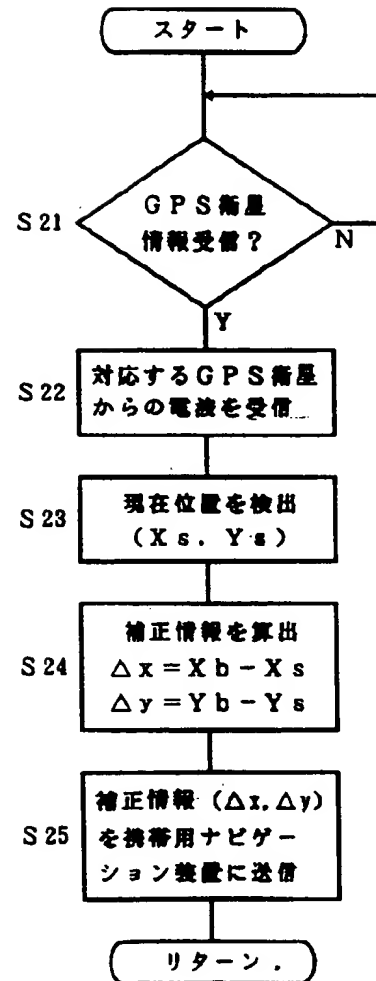 スタート
S21
GPS衛星
情報受信?
N
Y
S22
対応するGPS衛星
からの電波を受信
S23
現在位置を検出
(Xs. Ys)
S24
補正情報を算出
△x=Xb-Xs
△y=Yb-Ys
S25
補正情報(△x,△y)
を携帯用ナビゲー
ション装置に送信
リターン.